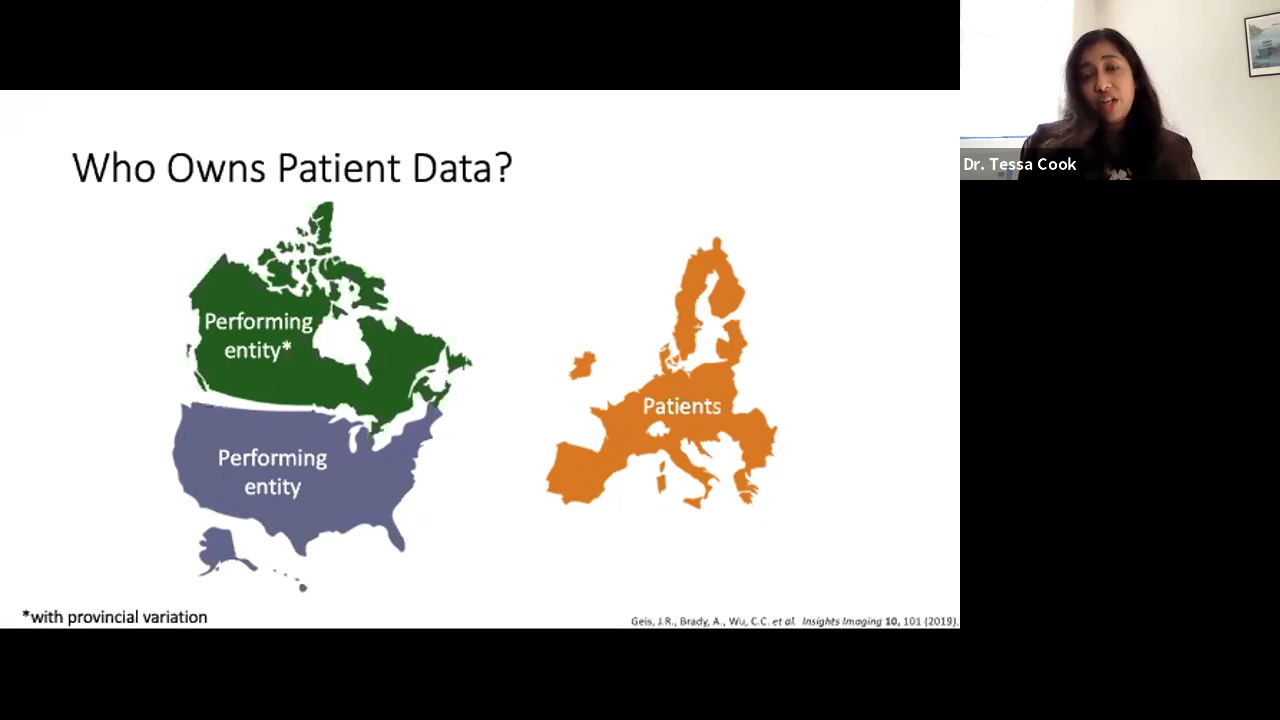 Who Owns Patient Data?
Performing
entity*
Performing
entity
Patients
*with provincial variation
Geis, J.R., Brady, A., Wu, C.C. et al. Insights Imaging 10, 101 (2019).
Dr. Tessa Cook